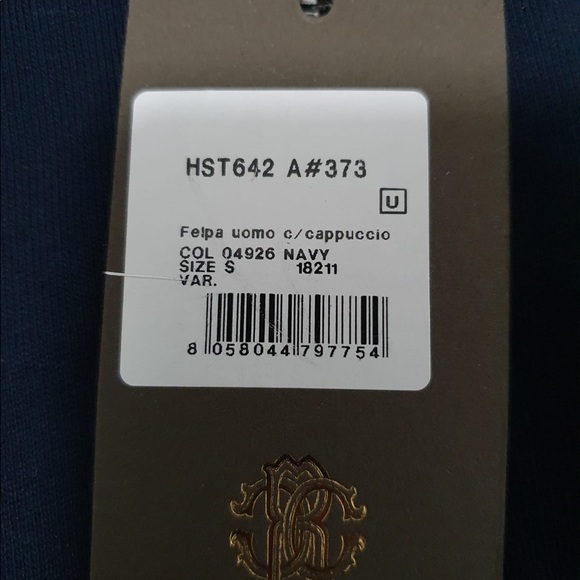 HST642 A#373
U
Felpa uomo c/cappuccio
COL 04926 NAVY
SIZE S 18211
VAR.
8 058044 797754